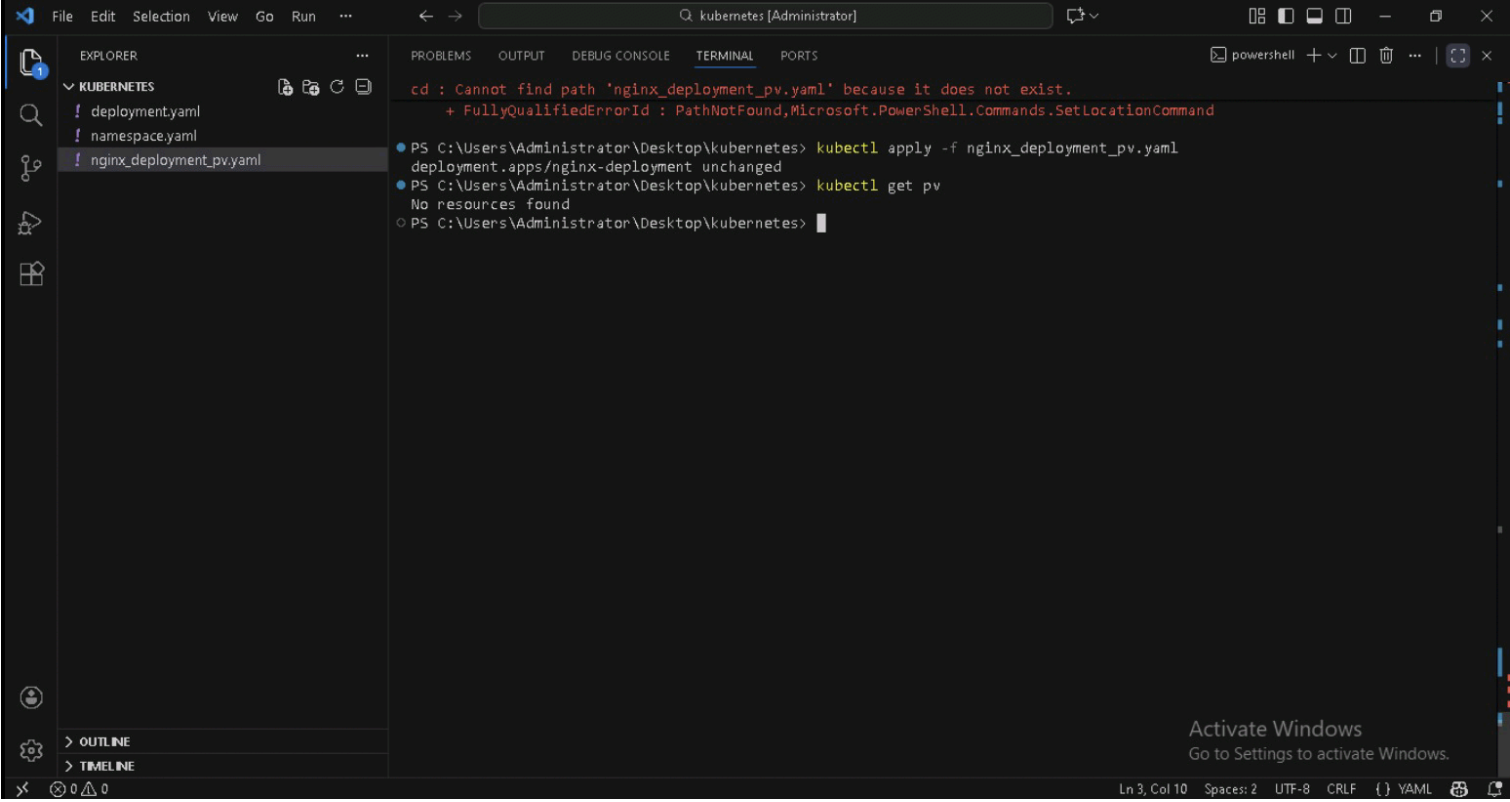 File Edit Selection View Go Run ···
kubernetes [Administrator]
1
EXPLORER ···
KUBERNETES
! deployment.yaml
! namespace.yaml
! nginx_deployment_pv.yaml
OUTLINE
TIMELINE
PROBLEMS OUTPUT DEBUG CONSOLE TERMINAL PORTS
powershell
cd : Cannot find path 'nginx_deployment_pv.yaml' because it does not exist.
+ FullyQualifiedErrorId : PathNotFound,Microsoft.PowerShell.Commands.SetLocationCommand
PS C:\Users\Administrator\Desktop\kubernetes> kubectl apply -f nginx_deployment_pv.yaml
deployment.apps/nginx-deployment unchanged
PS C:\Users\Administrator\Desktop\kubernetes> kubectl get pv
No resources found
PS C:\Users\Administrator\Desktop\kubernetes>
Activate Windows
Go to Settings to activate Windows.
0 0
Ln 3, Col 10 Spaces: 2 UTF-8 CRLF {} YAML